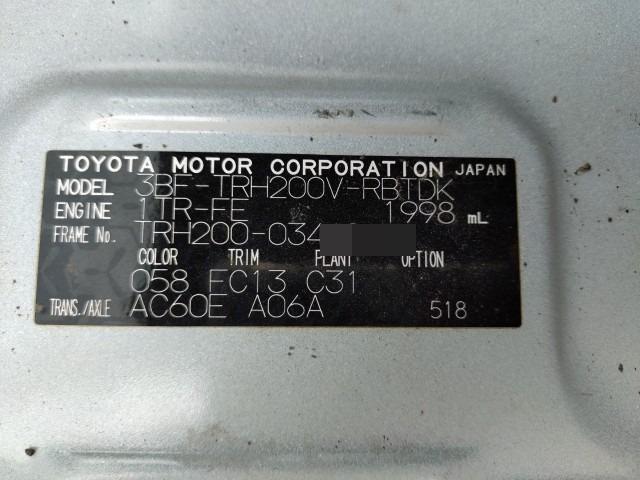 TOYOTA MOTOR CORPORATION JAPAN
MODEL 3BF-TRH200V-RBTDK
ENGINE 1TR-FE 1998 mL
FRAME No. TRH200-034
COLOR TRIM PLANT OPTION
058 FC13 C31
TRANS./AXLE AC60E A06A 518